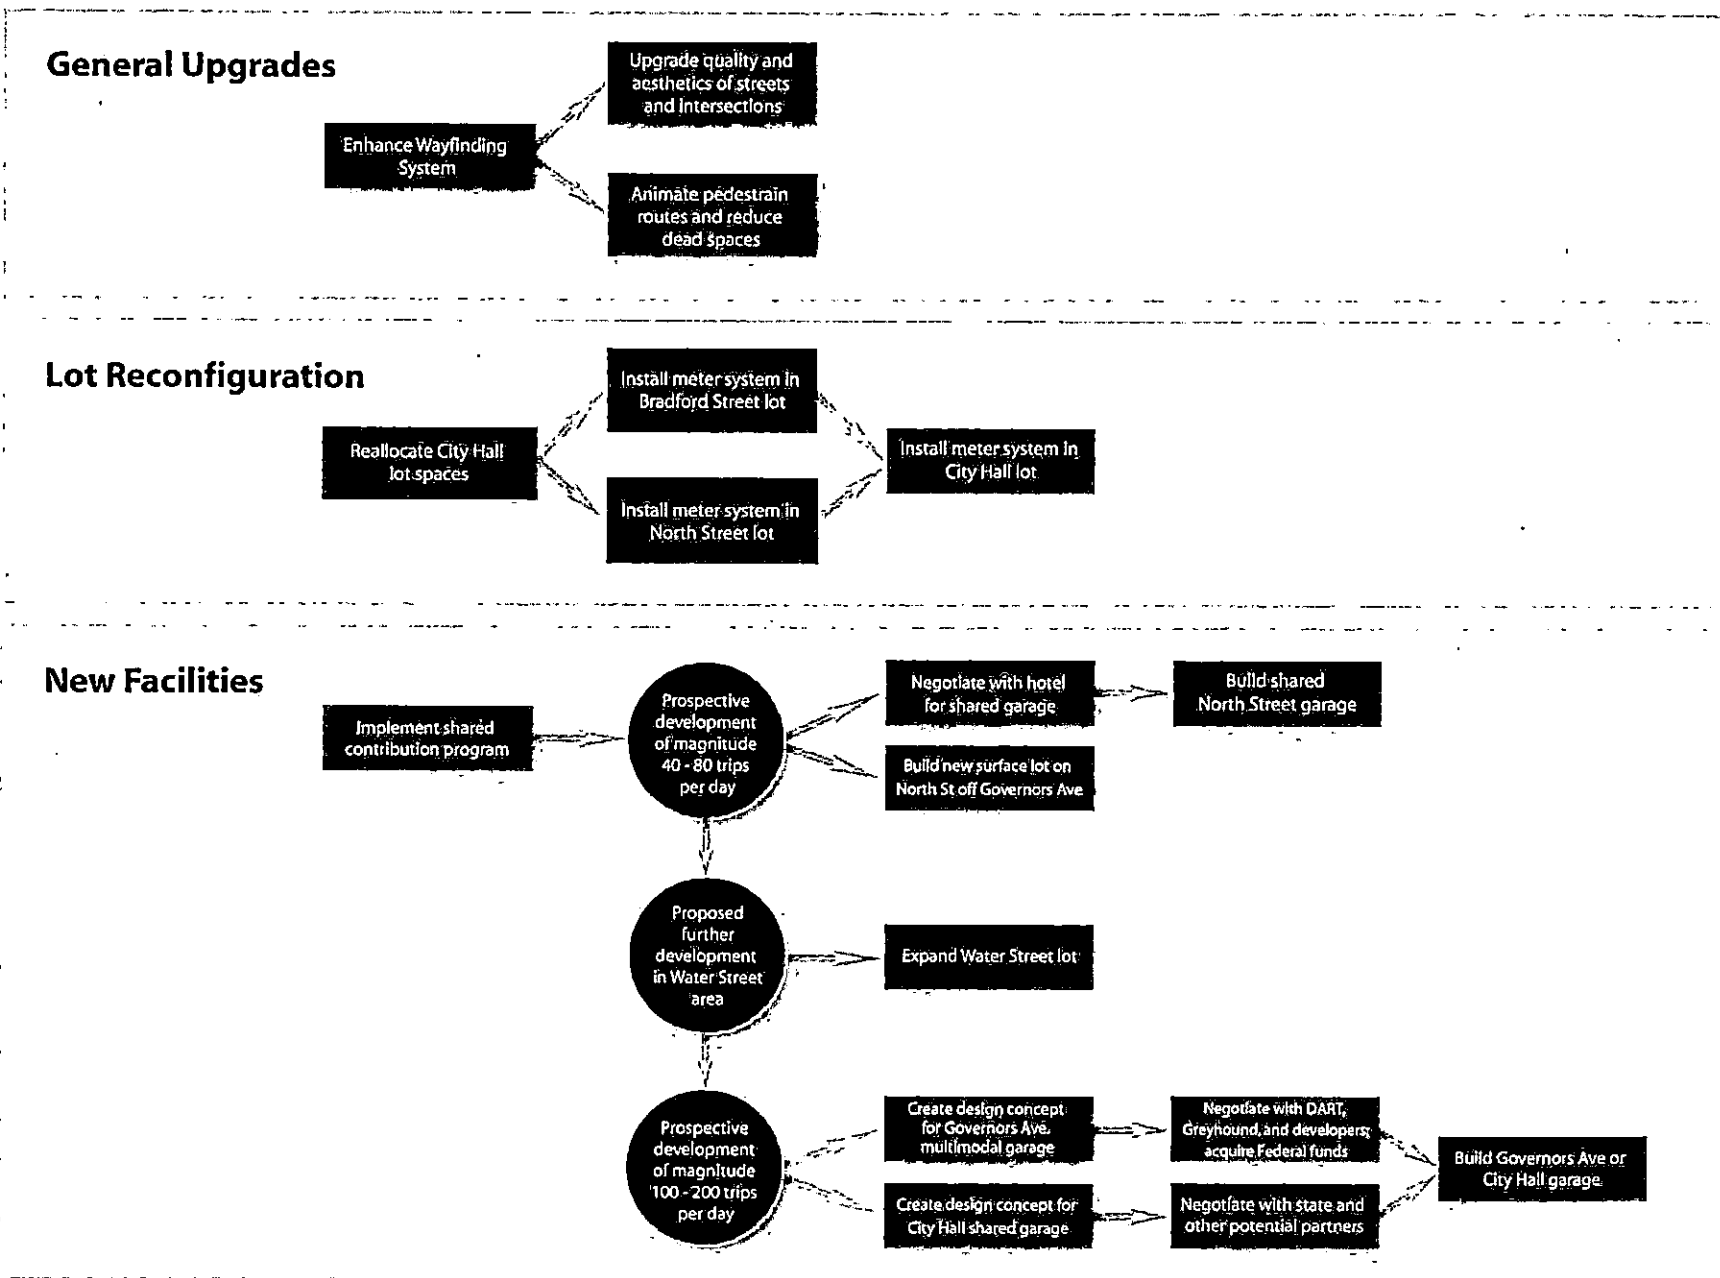 General Upgrades
Upgrade quality and
aesthetics of streets
and intersections
Enhance Wayfinding
System
Animate pedestrain
routes and reduce
dead spaces
Lot Reconfiguration
Install meter system in
Bradford Street lot
Reallocate City Hall
lot spaces
Install meter system in
City Hall lot
Install meter system in
North Street lot
New Facilities
Implement shared
contribution program
Prospective
development
of magnitude
40 - 80 trips
per day
Negotiate with hotel
for shared garage
Build shared
North Street garage
Build new surface lot on
North St off Governors Ave
Proposed
further
development
in Water Street
area
Expand Water Street lot
Prospective
development
of magnitude
100 - 200 trips
per day
Create design concept
for Governors Ave.
multimodal garage
Negotiate with DART,
Greyhound, and developers;
acquire Federal funds
Create design concept for
City Hall shared garage
Negotiate with state and
other potential partners
Build Governors Ave or
City Hall garage